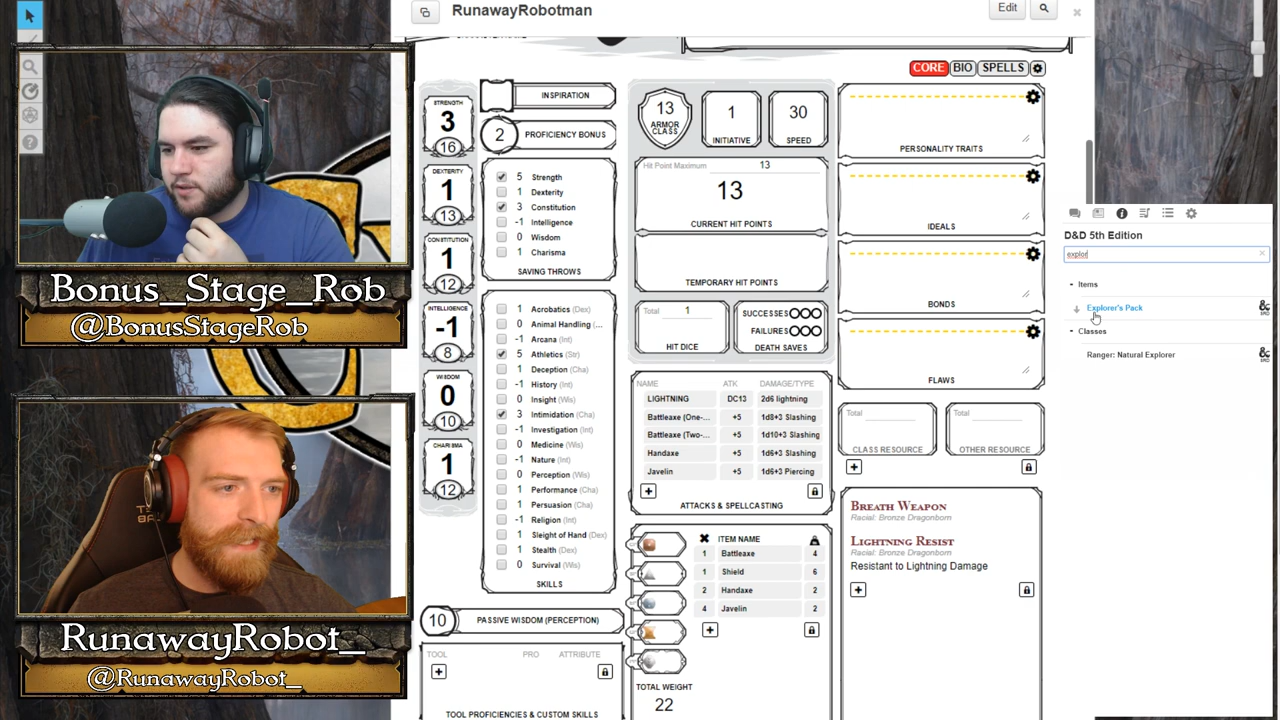 RunawayRobotman
Edit
CORE
BIO
SPELLS
STRENGTH
3
16
DEXTERITY
1
13
CONSTITUTION
1
12
INTELLIGENCE
-1
8
WISDOM
0
10
CHARISMA
1
12
INSPIRATION
2
PROFICIENCY BONUS
5 Strength
1 Dexterity
3 Constitution
-1 Intelligence
0 Wisdom
1 Charisma
SAVING THROWS
1 Acrobatics (Dex)
0 Animal Handling (...
-1 Arcana (Int)
5 Athletics (Str)
1 Deception (Cha)
-1 History (Int)
0 Insight (Wis)
3 Intimidation (Cha)
-1 Investigation (Int)
0 Medicine (Wis)
-1 Nature (Int)
0 Perception (Wis)
1 Performance (Cha)
1 Persuasion (Cha)
-1 Religion (Int)
1 Sleight of Hand (Dex)
1 Stealth (Dex)
0 Survival (Wis)
SKILLS
10 PASSIVE WISDOM (PERCEPTION)
TOOL PRO ATTRIBUTE
TOOL PROFICIENCIES & CUSTOM SKILLS
13
ARMOR
CLASS
1
INITIATIVE
30
SPEED
Hit Point Maximum 13
13
CURRENT HIT POINTS
TEMPORARY HIT POINTS
Total 1
HIT DICE
SUCCESSES
FAILURES
DEATH SAVES
NAME ATK DAMAGE/TYPE
LIGHTNING DC13 2d6 lightning
Battleaxe (One-... +5 1d8+3 Slashing
Battleaxe (Two-... +5 1d10+3 Slashing
Handaxe +5 1d6+3 Slashing
Javelin +5 1d6+3 Piercing
ATTACKS & SPELLCASTING
ITEM NAME
1 Battleaxe 4
1 Shield 6
2 Handaxe 2
4 Javelin 2
TOTAL WEIGHT
22
PERSONALITY TRAITS
IDEALS
BONDS
FLAWS
Total
CLASS RESOURCE
Total
OTHER RESOURCE
BREATH WEAPON
Racial: Bronze Dragonborn
LIGHTNING RESIST
Racial: Bronze Dragonborn
Resistant to Lightning Damage
D&D 5th Edition
explor
Items
Explorer's Pack
Classes
Ranger: Natural Explorer
Bonus_Stage_Rob
@BonusStageRob
RunawayRobot_
@RunawayRobot_